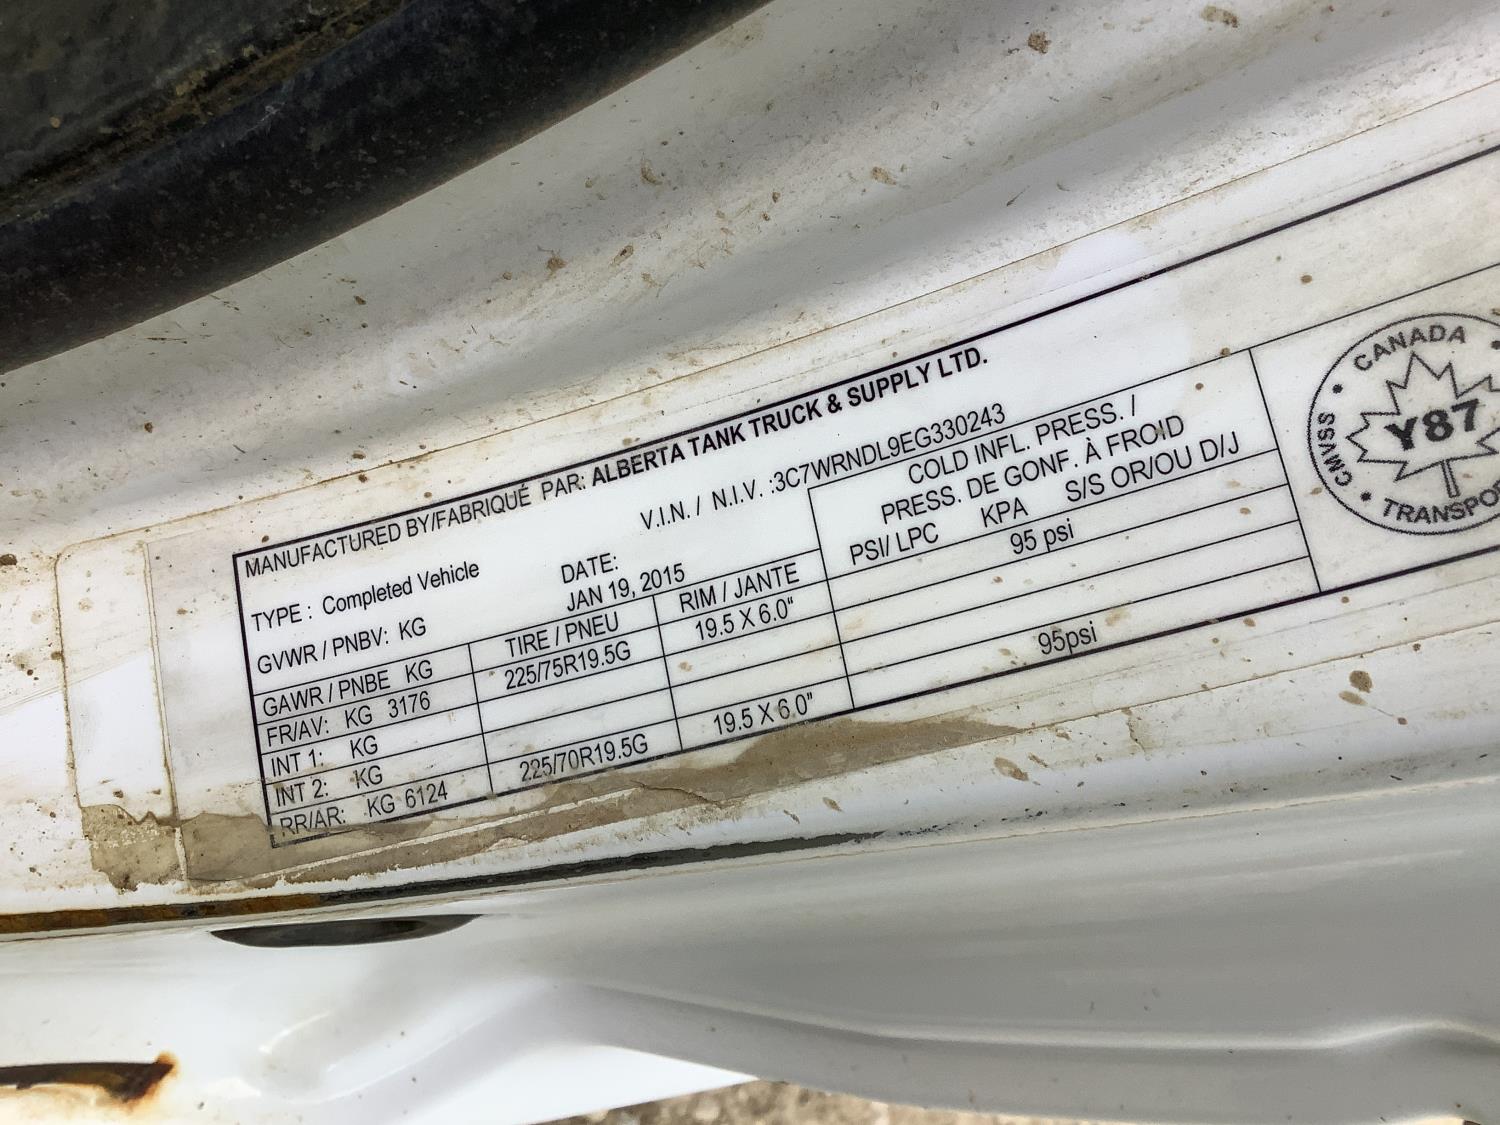 MANUFACTURED BY/FABRIQUÉ PAR: ALBERTA TANK TRUCK & SUPPLY LTD.
TYPE : Completed Vehicle
DATE:
V.I.N. / N.I.V. :3C7WRNDL9EG330243
GVWR / PNBV: KG
JAN 19, 2015
COLD INFL. PRESS. /
PRESS. DE GONF. À FROID
GAWR / PNBE KG
TIRE / PNEU
RIM / JANTE
PSI/ LPC KPA S/S OR/OU D/J
FR/AV: KG 3176
225/75R19.5G
19.5 X 6.0"
95 psi
INT 1: KG
INT 2: KG
RR/AR: KG 6124
225/70R19.5G
19.5 X 6.0"
95psi
CANADA
CMVSS
Y87
TRANSPO